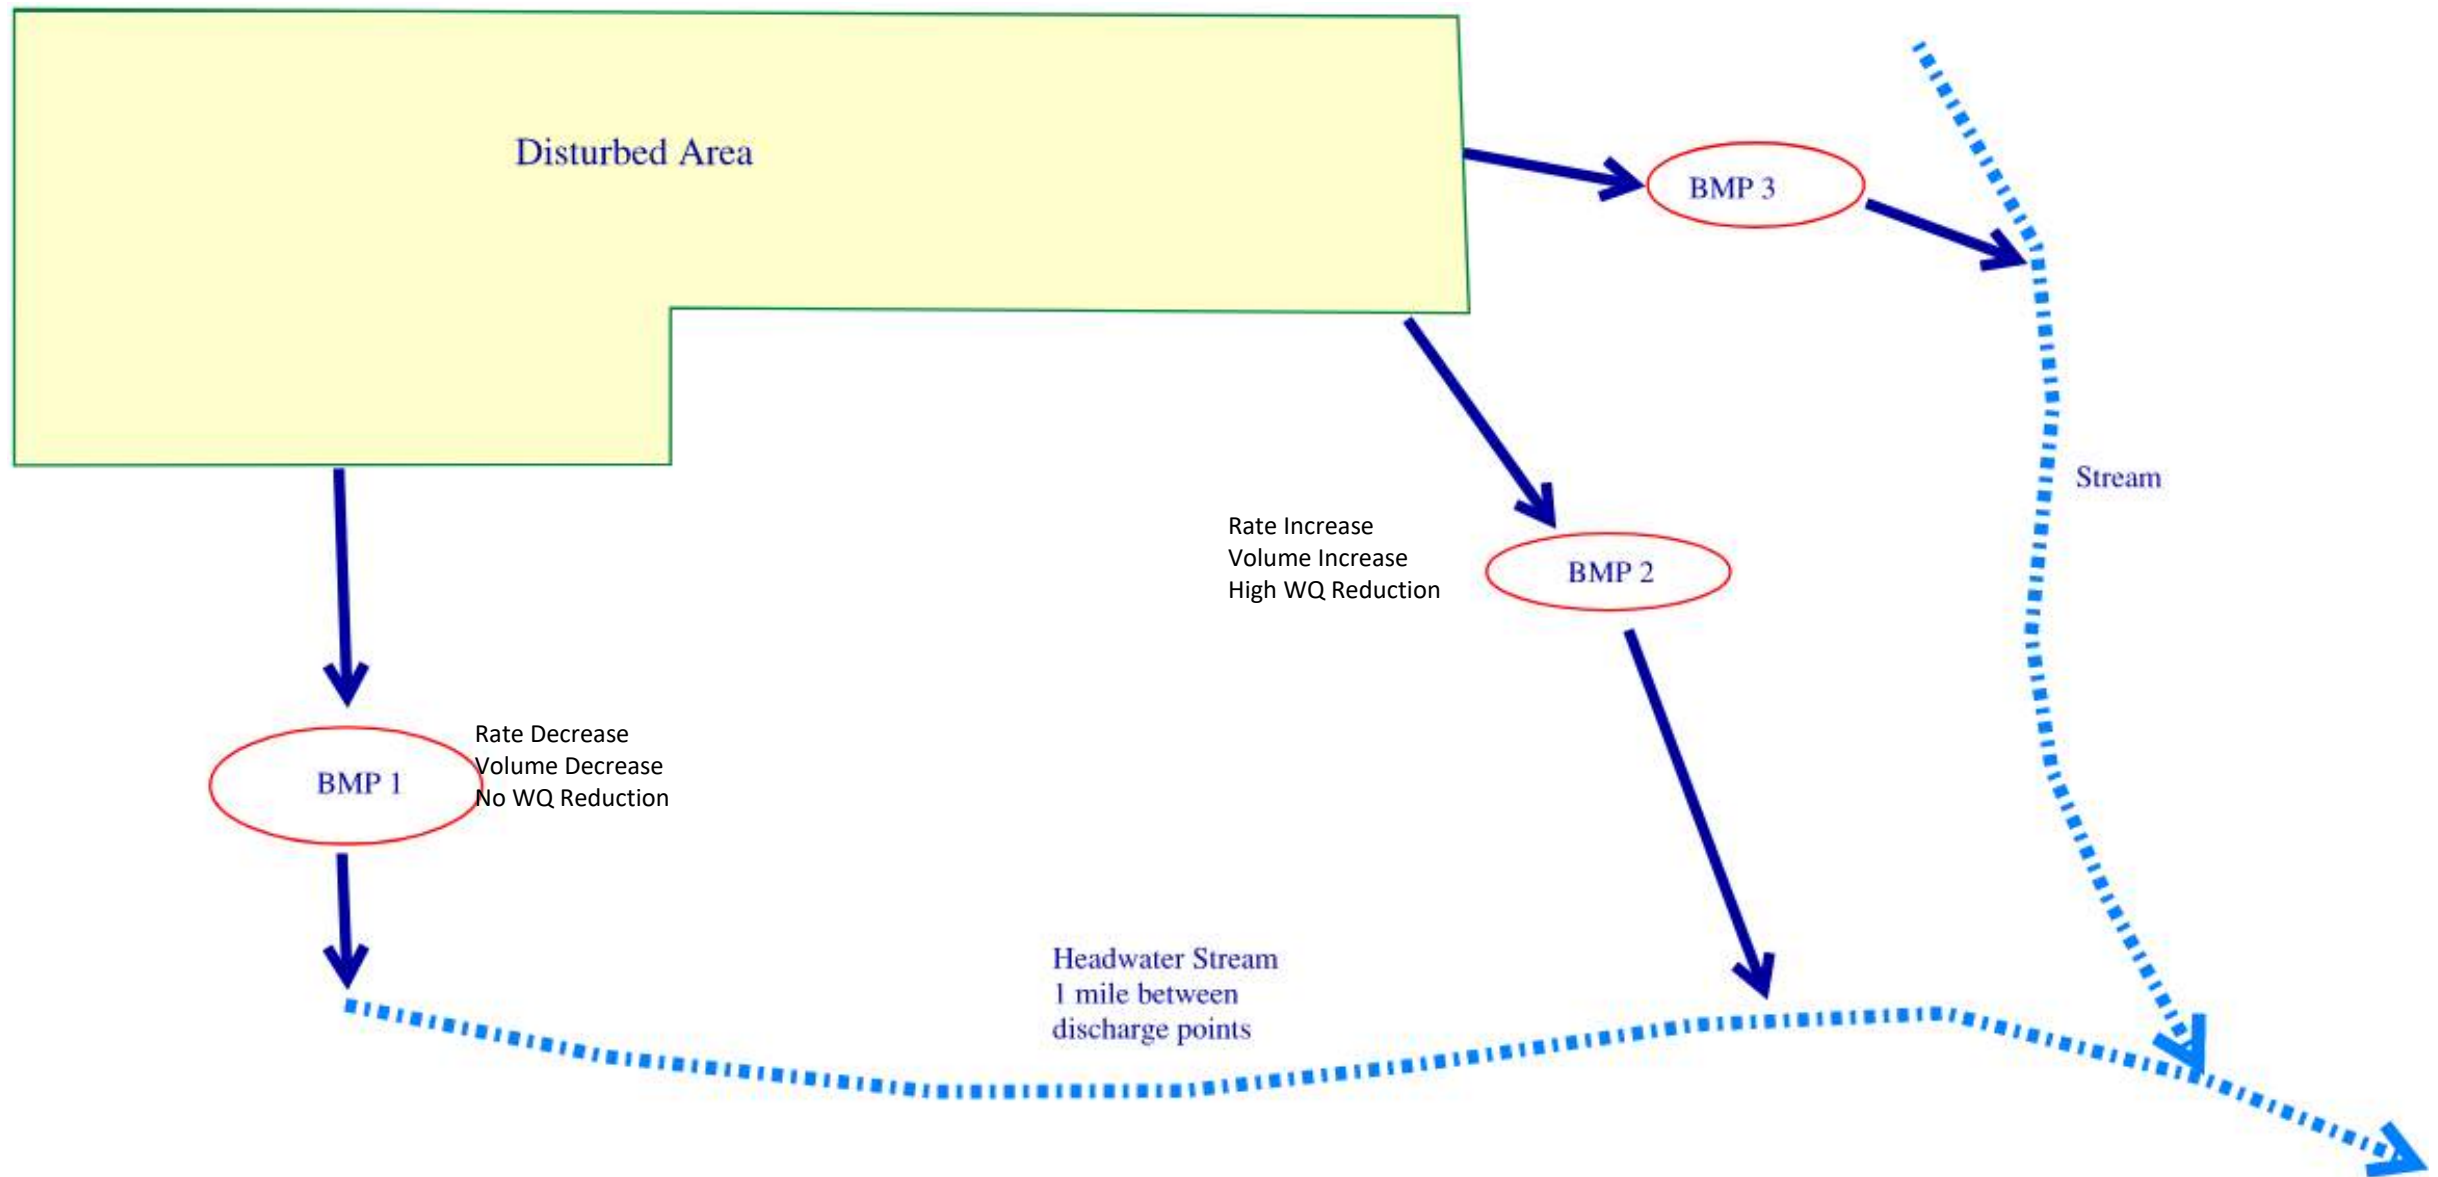 Disturbed Area
BMP 3
Stream
Rate Increase
Volume Increase
High WQ Reduction
BMP 2
Rate Decrease
Volume Decrease
No WQ Reduction
BMP 1
Headwater Stream
1 mile between
discharge points